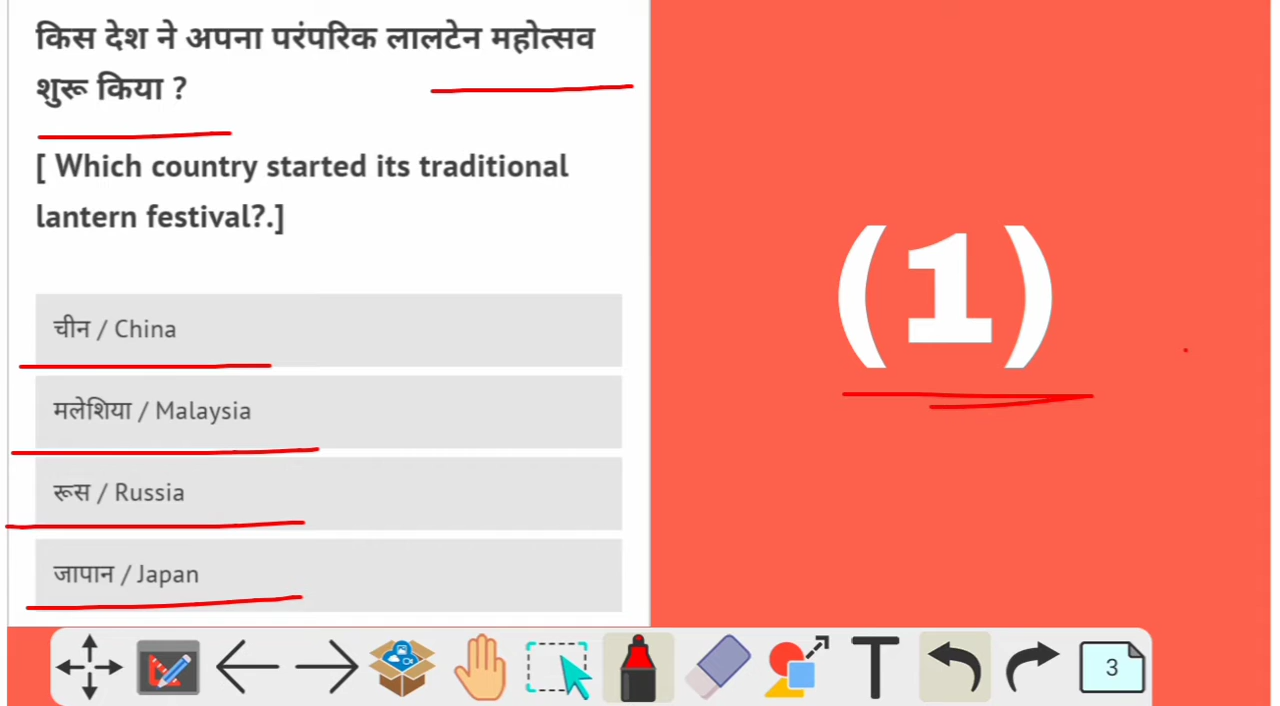 किस देश ने अपना परंपरिक लालटेन महोत्सव
शुरू किया ?
[ Which country started its traditional
lantern festival?.]
चीन / China
मलेशिया / Malaysia
रूस / Russia
जापान / Japan
(1)
T
3